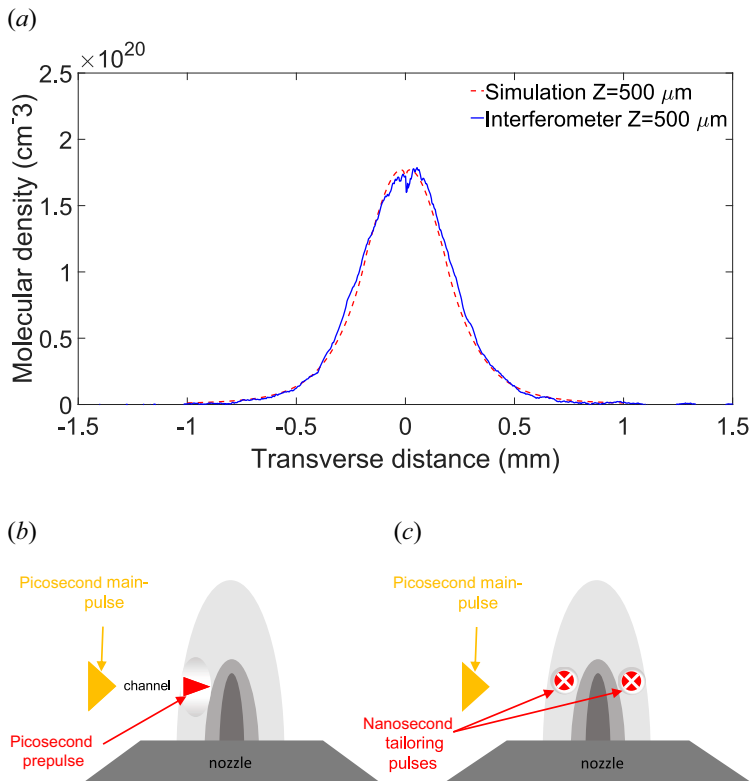 (a)
×10^20
2.5
2
1.5
1
0.5
0
-1.5
-1
-0.5
0
0.5
1
1.5
Molecular density (cm^-3)
Transverse distance (mm)
Simulation Z=500 μm
Interferometer Z=500 μm
(b)
Picosecond main-
pulse
channel
Picosecond
prepulse
nozzle
(c)
Picosecond main-
pulse
Nanosecond
tailoring
pulses
nozzle